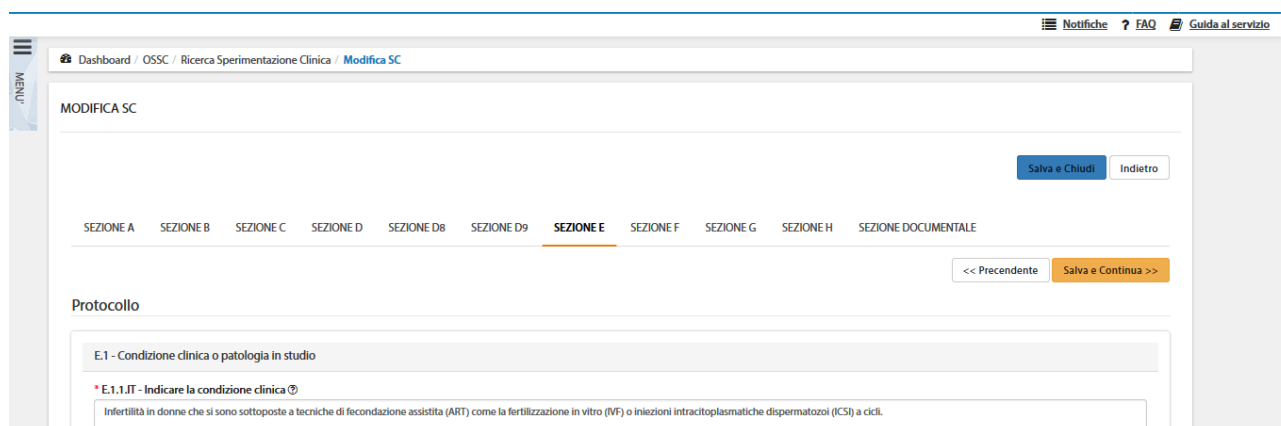 Notifiche ? FAQ Guida al servizio
MENU'
Dashboard / OSSC / Ricerca Sperimentazione Clinica / Modifica SC
MODIFICA SC
Salva e Chiudi Indietro
SEZIONE A SEZIONE B SEZIONE C SEZIONE D SEZIONE D8 SEZIONE D9 SEZIONE E SEZIONE F SEZIONE G SEZIONE H SEZIONE DOCUMENTALE
<< Precendente Salva e Continua >>
Protocollo
E.1 - Condizione clinica o patologia in studio
* E.1.1.IT - Indicare la condizione clinica ?
Infertilità in donne che si sono sottoposte a tecniche di fecondazione assistita (ART) come la fertilizzazione in vitro (IVF) o iniezioni intracitoplasmatiche dispermatozoi (ICSI) a cicli.